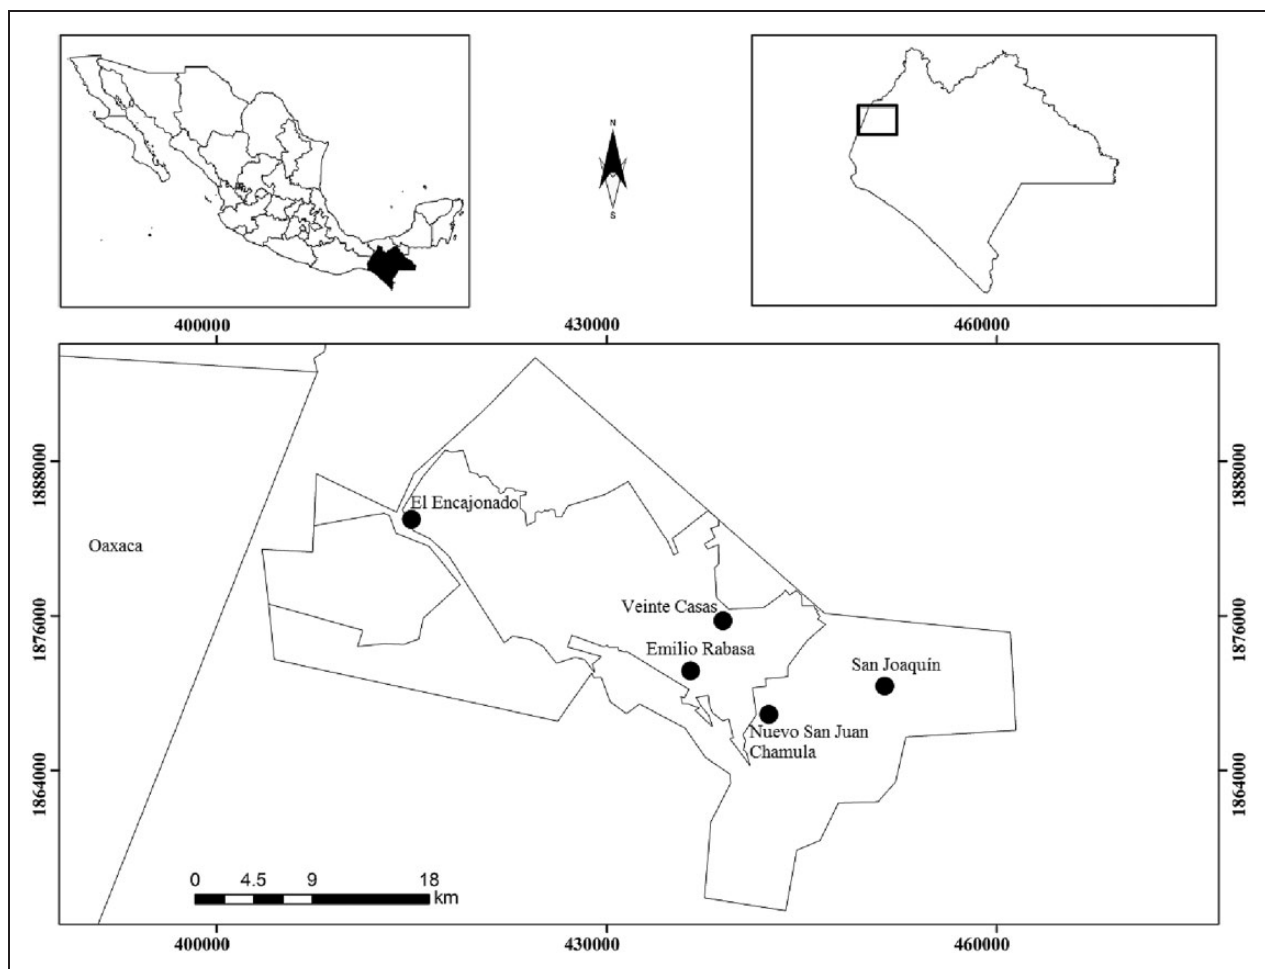 N
S
400000
430000
460000
1888000
1888000
El Encajonado
Oaxaca
Veinte Casas
1876000
1876000
Emilio Rabasa
San Joaquín
Nuevo San Juan
Chamula
1864000
1864000
0 4.5 9 18
km
400000
430000
460000